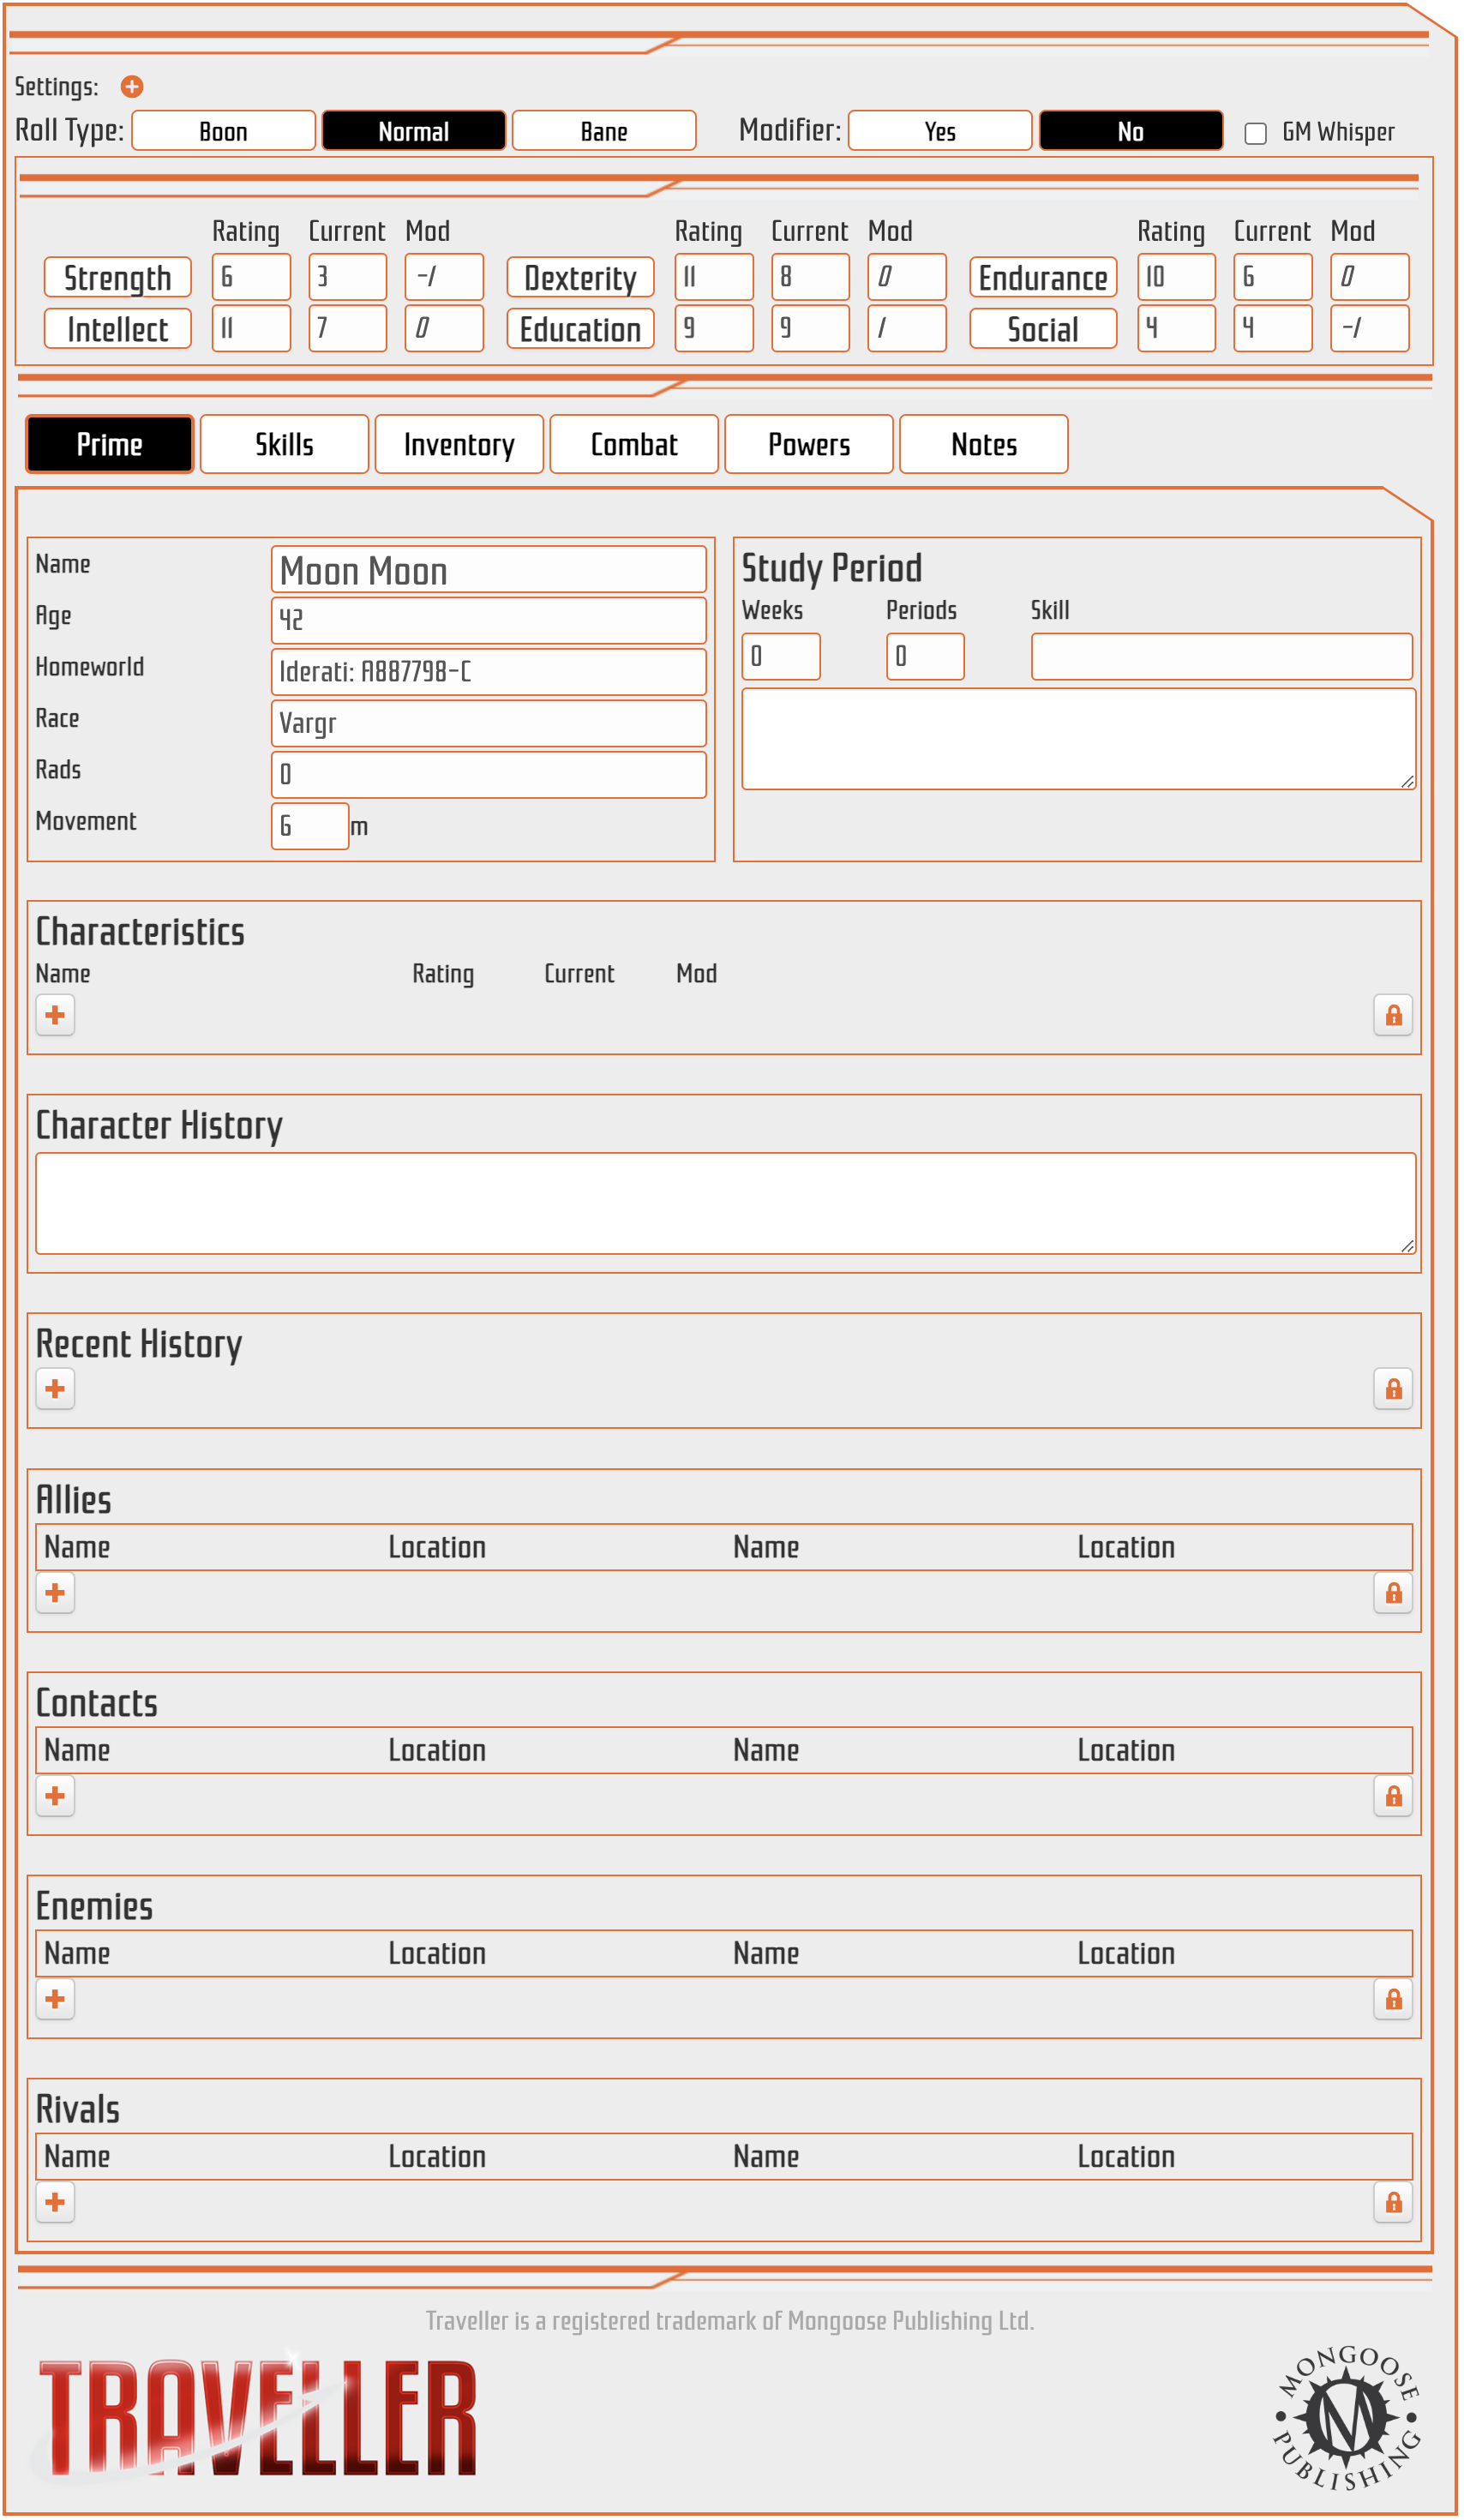 Settings:
Roll Type: Boon Normal Bane Modifier: Yes No GM Whisper
Rating Current Mod Rating Current Mod Rating Current Mod
Strength 6 3 -1 Dexterity 11 8 0 Endurance 10 6 0
Intellect 11 7 0 Education 9 9 1 Social 4 4 -1
Prime Skills Inventory Combat Powers Notes
Name Moon Moon
Age 42
Homeworld Iderati: A887798-C
Race Vargr
Rads 0
Movement 6 m
Study Period
Weeks Periods Skill
0 0
Characteristics
Name Rating Current Mod
Character History
Recent History
Allies
Name Location Name Location
Contacts
Name Location Name Location
Enemies
Name Location Name Location
Rivals
Name Location Name Location
Traveller is a registered trademark of Mongoose Publishing Ltd.
TRAVELLER
MONGOOSE
M
PUBLISHING